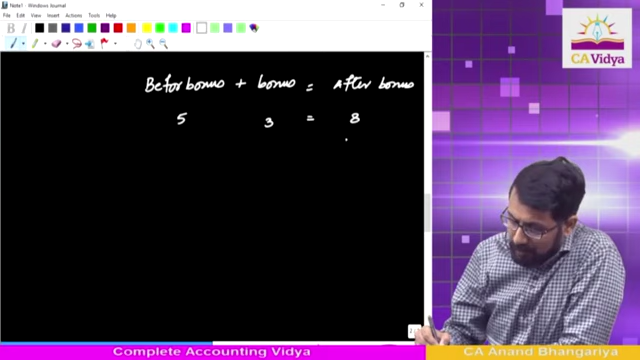 Note1 - Windows Journal
File Edit View Insert Actions Tools Help
B I
CA Vidya
Befor bonus + bonus = After bonus
5 3 = 8
Complete Accounting Vidya
CA Anand Bhangariya